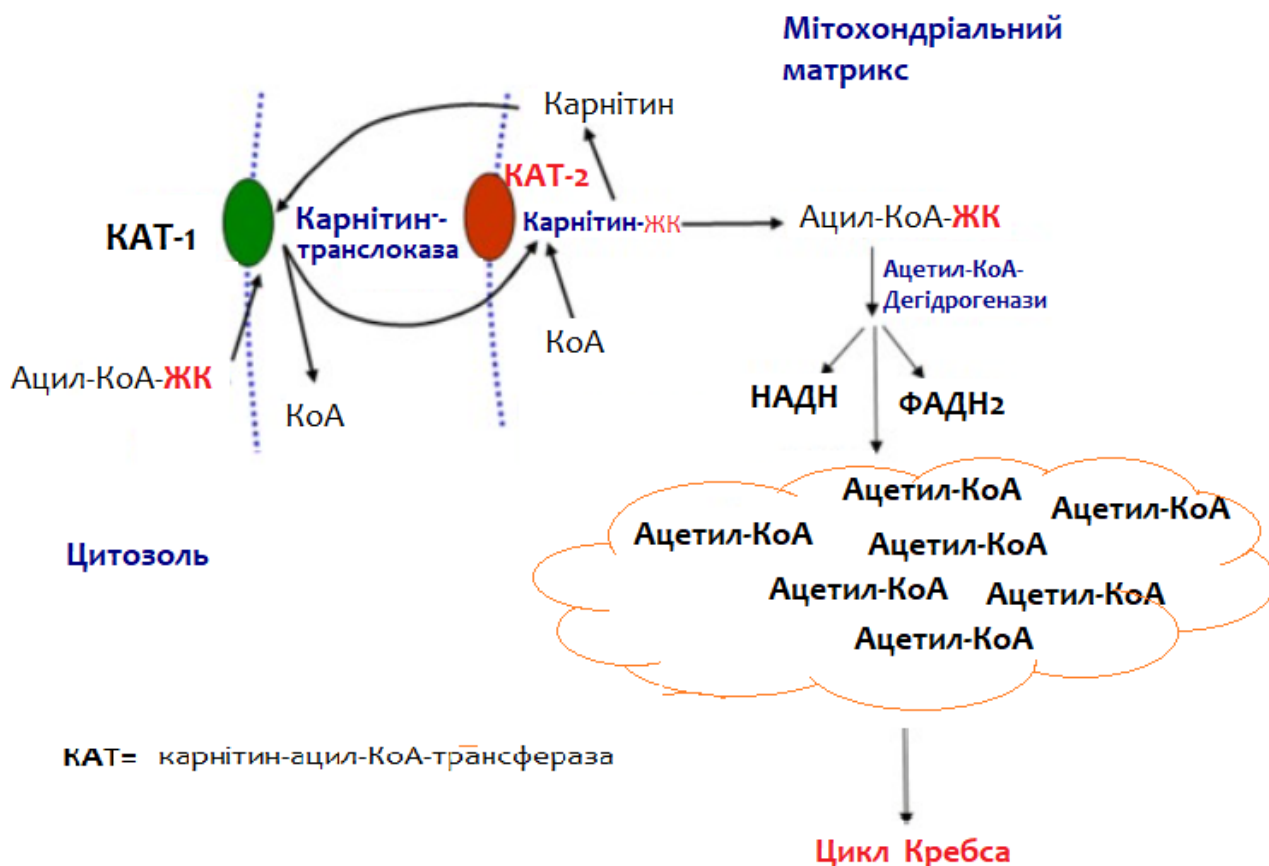 Мітохондріальний
матрикс
Карнітин
КАТ-2
КАТ-1
Карнітин-
транслоказа
Карнітин-ЖК
Ацил-КоА-ЖК
Ацетил-КоА-
Дегідрогенази
КоА
Ацил-КоА-ЖК
КоА
НАДН
ФАДН2
Ацетил-КоА
Ацетил-КоА
Ацетил-КоА
Ацетил-КоА
Ацетил-КоА
Ацетил-КоА
Ацетил-КоА
Цитозоль
КАТ= карнітин-ацил-КоА-трансфераза
Цикл Кребса